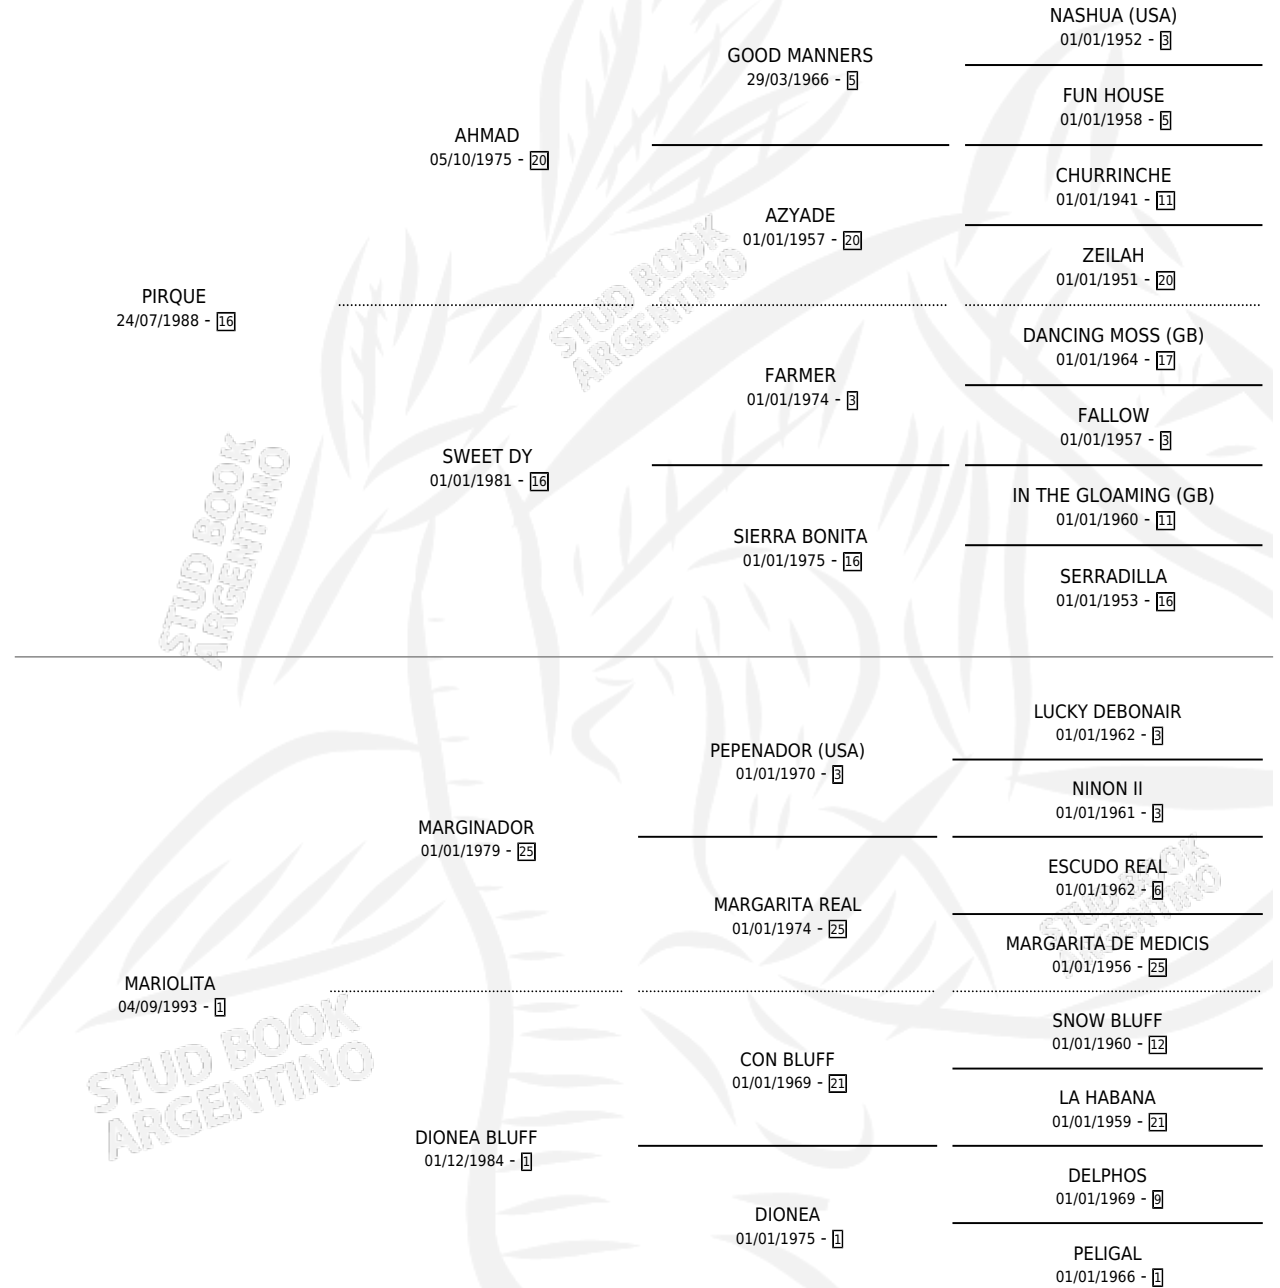 NASHUA (USA)
01/01/1952 - 3
GOOD MANNERS
29/03/1966 - 5
FUN HOUSE
01/01/1958 - 5
AHMAD
05/10/1975 - 20
CHURRINCHE
01/01/1941 - 11
AZYADE
01/01/1957 - 20
ZEILAH
01/01/1951 - 20
PIRQUE
24/07/1988 - 16
DANCING MOSS (GB)
01/01/1964 - 17
FARMER
01/01/1974 - 3
FALLOW
01/01/1957 - 3
SWEET DY
01/01/1981 - 16
IN THE GLOAMING (GB)
01/01/1960 - 11
SIERRA BONITA
01/01/1975 - 16
SERRADILLA
01/01/1953 - 16
STUD BOOK
ARGENTINO
STUD BOOK
ARGENTINO
LUCKY DEBONAIR
01/01/1962 - 3
PEPENADOR (USA)
01/01/1970 - 3
NINON II
01/01/1961 - 3
MARGINADOR
01/01/1979 - 25
ESCUDO REAL
01/01/1962 - 6
MARGARITA REAL
01/01/1974 - 25
MARGARITA DE MEDICIS
01/01/1956 - 25
MARIOLITA
04/09/1993 - 1
SNOW BLUFF
01/01/1960 - 12
CON BLUFF
01/01/1969 - 21
LA HABANA
01/01/1959 - 21
DIONEA BLUFF
01/12/1984 - 1
DELPHOS
01/01/1969 - 9
DIONEA
01/01/1975 - 1
PELIGAL
01/01/1966 - 1
STUD BOOK
ARGENTINO
STUD BOOK
ARGENTINO